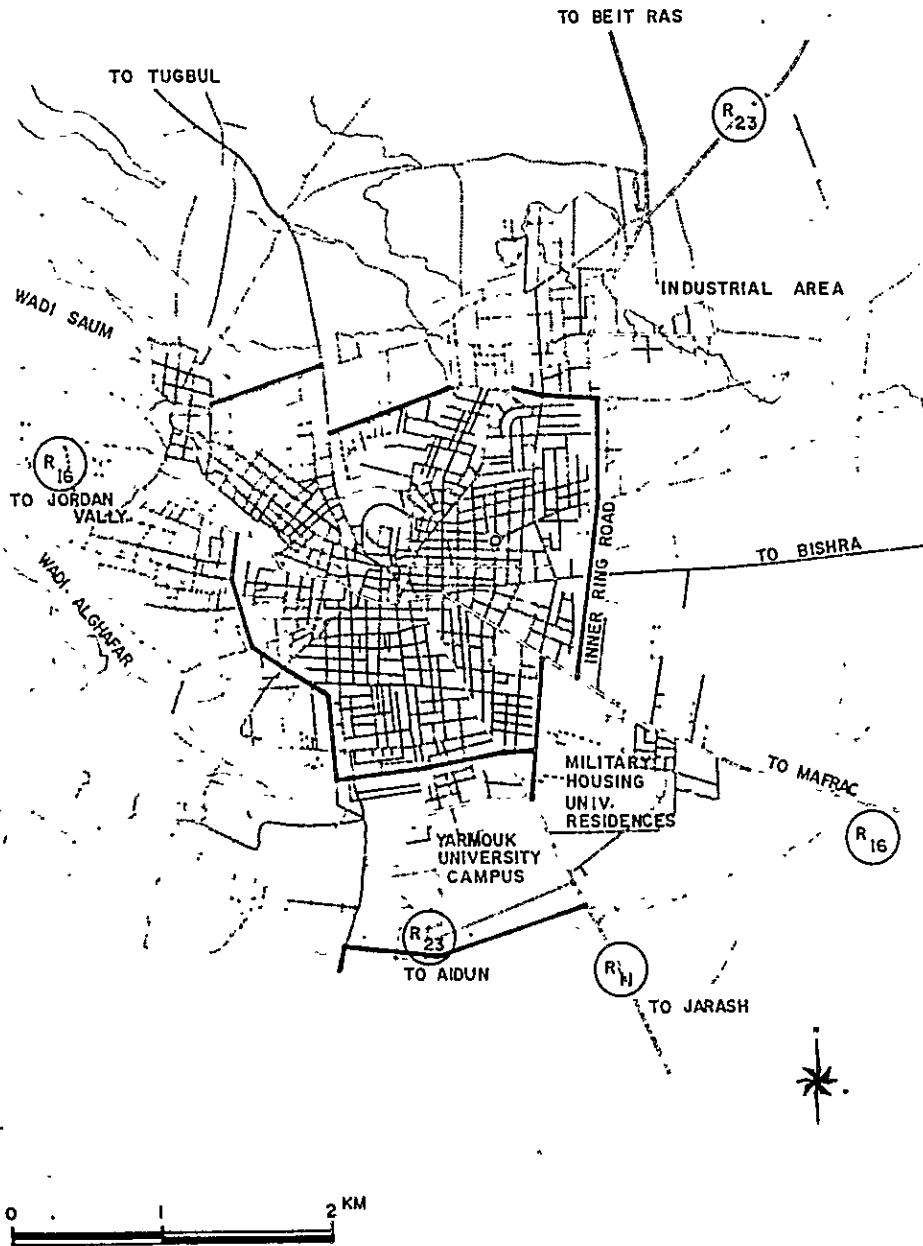 TO BEIT RAS
TO TUGBUL
R 23
INDUSTRIAL AREA
WADI SAUM
R 16
TO JORDAN
VALLY
WADI ALGHAFAR
INNER RING ROAD
TO BISHRA
MILITARY
HOUSING
UNIV.
RESIDENCES
TO MAFRAC
R 16
YARMOUK
UNIVERSITY
CAMPUS
R 23
TO AIDUN
R 11
TO JARASH
0 1 2 KM